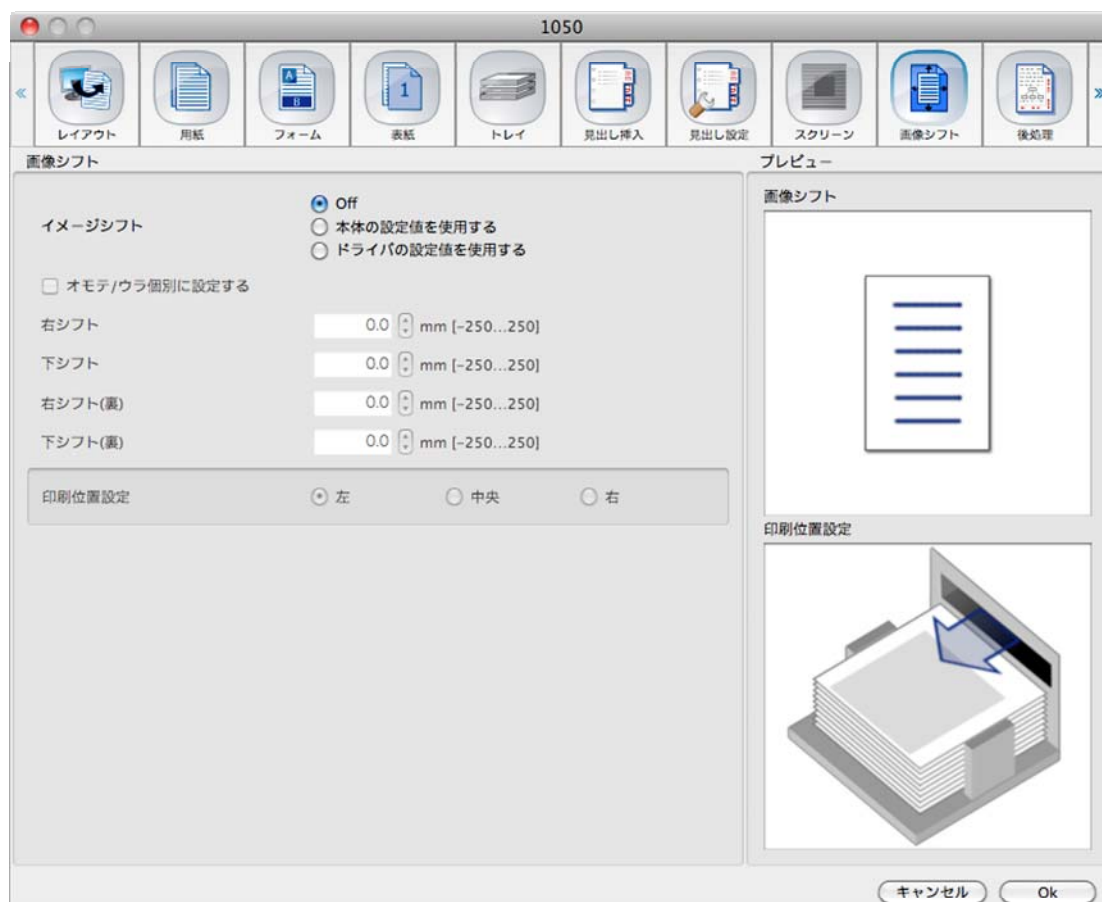 1050
«
レイアウト
用紙
A
B
フォーム
1
表紙
トレイ
見出し挿入
見出し設定
スクリーン
画像シフト
後処理
»
画像シフト
イメージシフト
Off
本体の設定値を使用する
ドライバの設定値を使用する
オモテ/ウラ個別に設定する
右シフト 0.0 mm [-250...250]
下シフト 0.0 mm [-250...250]
右シフト(裏) 0.0 mm [-250...250]
下シフト(裏) 0.0 mm [-250...250]
印刷位置設定 左 中央 右
プレビュー
画像シフト
印刷位置設定
キャンセル Ok